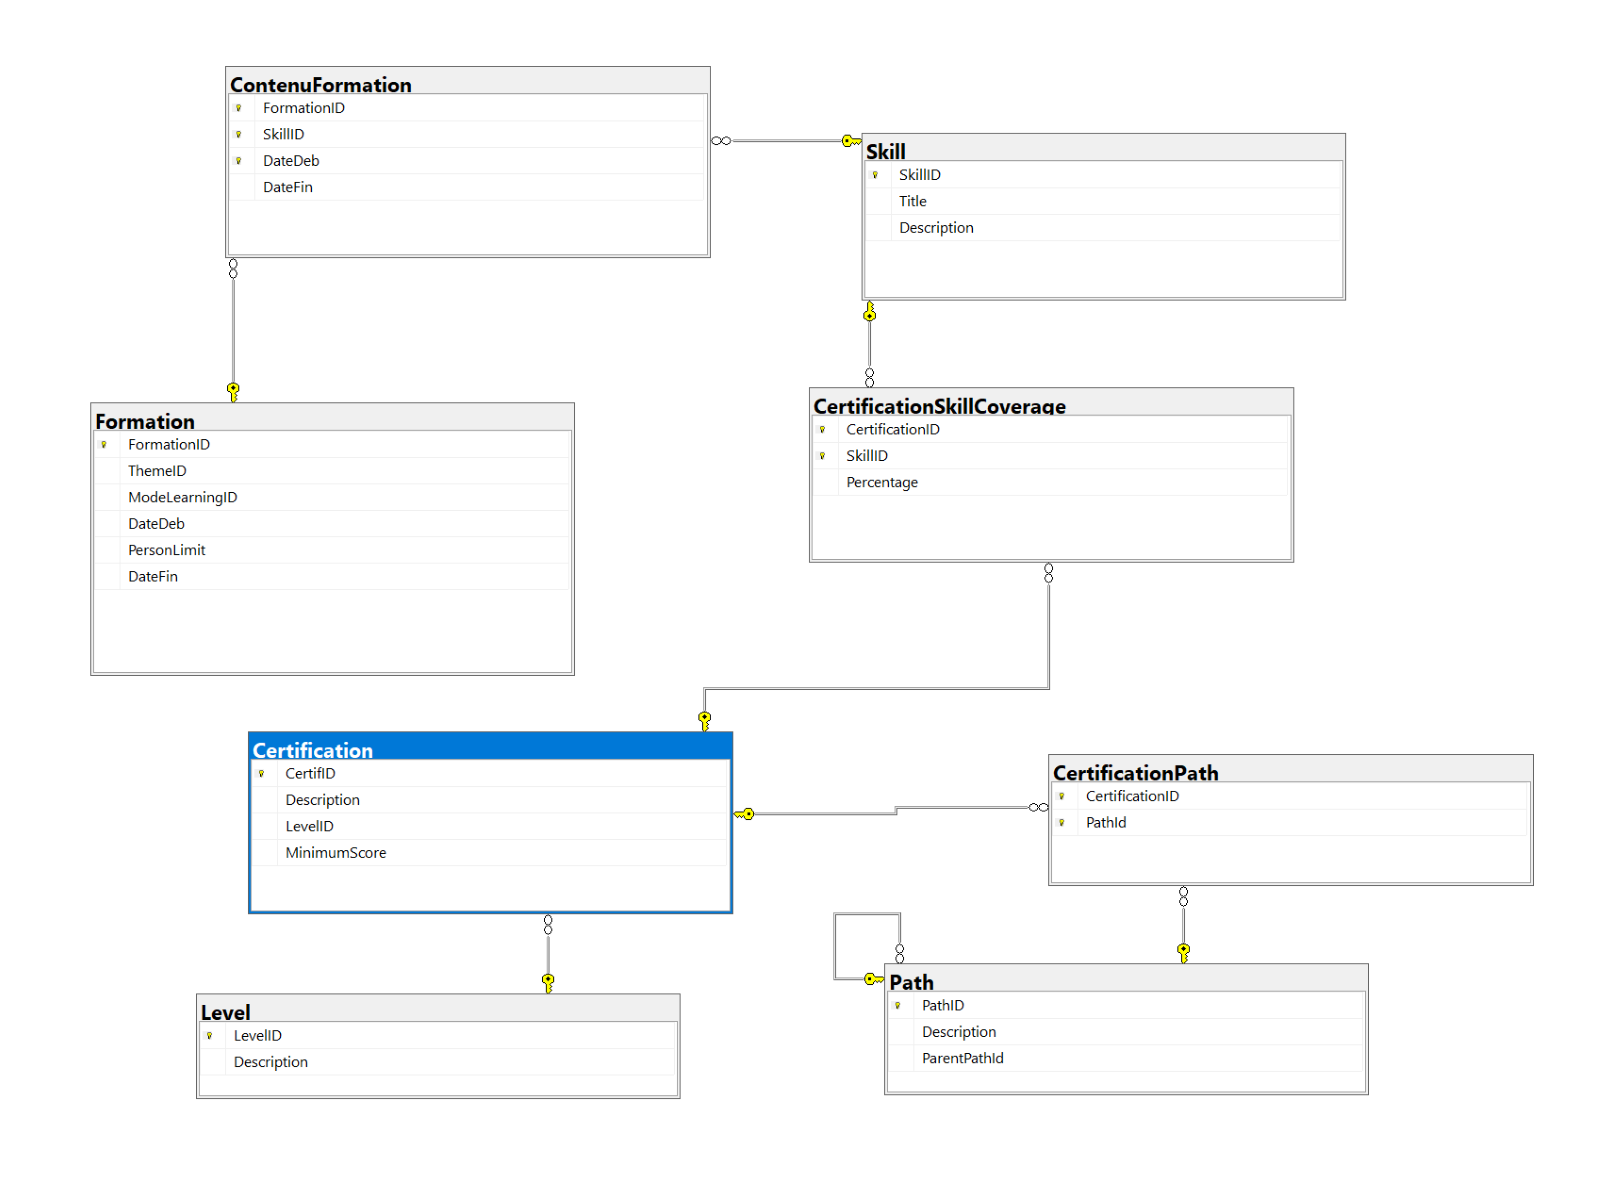 ContenuFormation
FormationID
SkillID
DateDeb
DateFin
Skill
SkillID
Title
Description
Formation
FormationID
ThemeID
ModeLearningID
DateDeb
PersonLimit
DateFin
CertificationSkillCoverage
CertificationID
SkillID
Percentage
Certification
CertifID
Description
LevelID
MinimumScore
CertificationPath
CertificationID
PathId
Level
LevelID
Description
Path
PathID
Description
ParentPathId